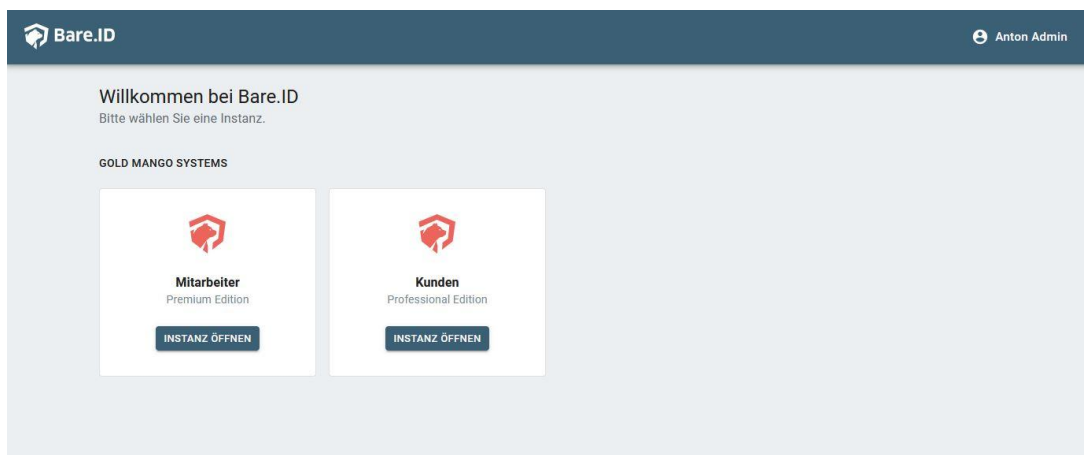 Bare.ID
Anton Admin
Willkommen bei Bare.ID
Bitte wählen Sie eine Instanz.
GOLD MANGO SYSTEMS
Mitarbeiter
Premium Edition
INSTANZ ÖFFNEN
Kunden
Professional Edition
INSTANZ ÖFFNEN